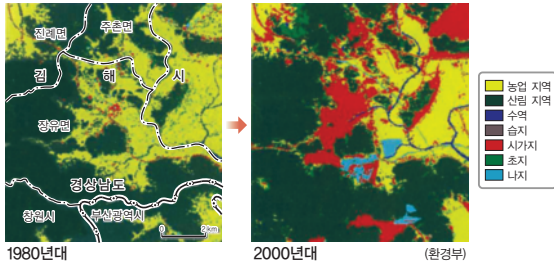 진례면
주촌면
김 해 시
장유면
경상남도
창원시
부산광역시
0 2 km
1980년대
2000년대
(환경부)
농업 지역
산림 지역
수역
습지
시가지
초지
나지